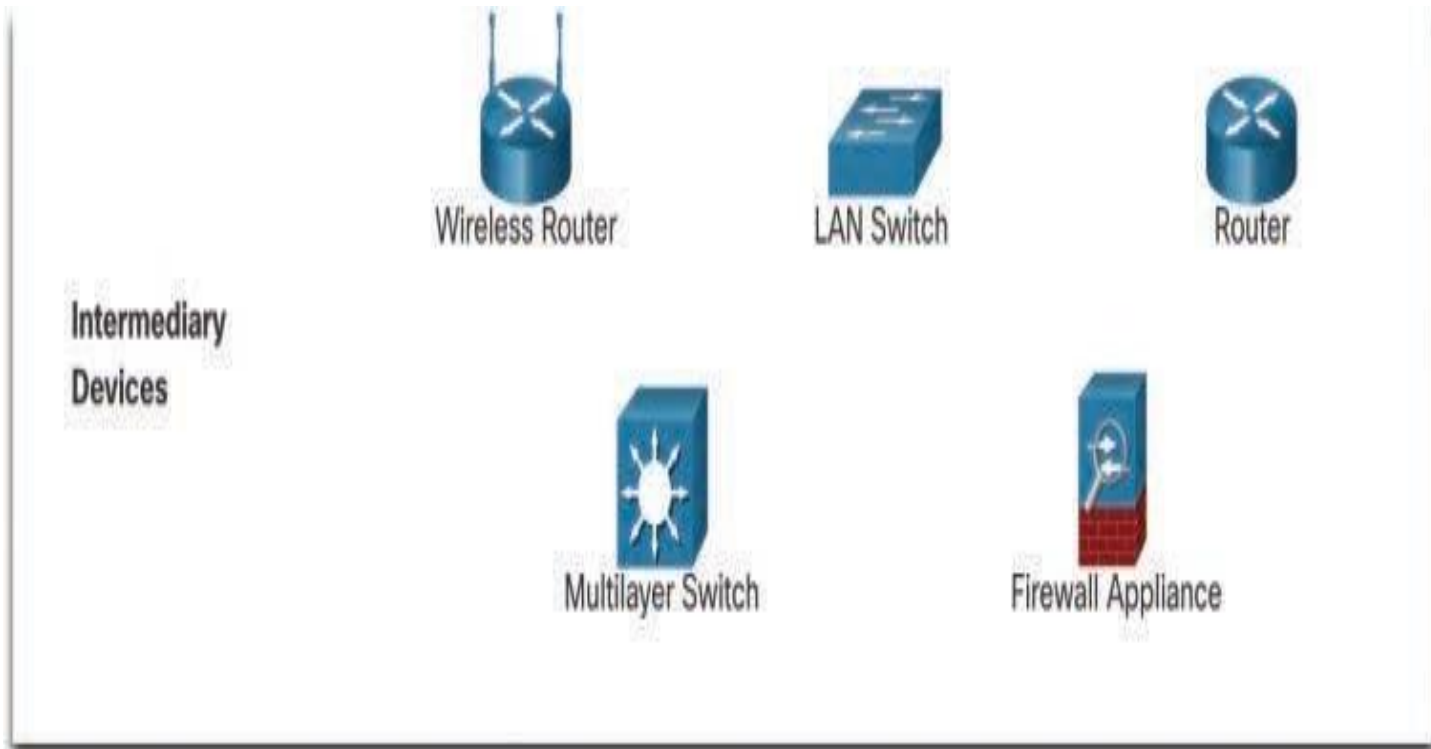 Wireless Router
LAN Switch
Router
Intermediary
Devices
Multilayer Switch
Firewall Appliance